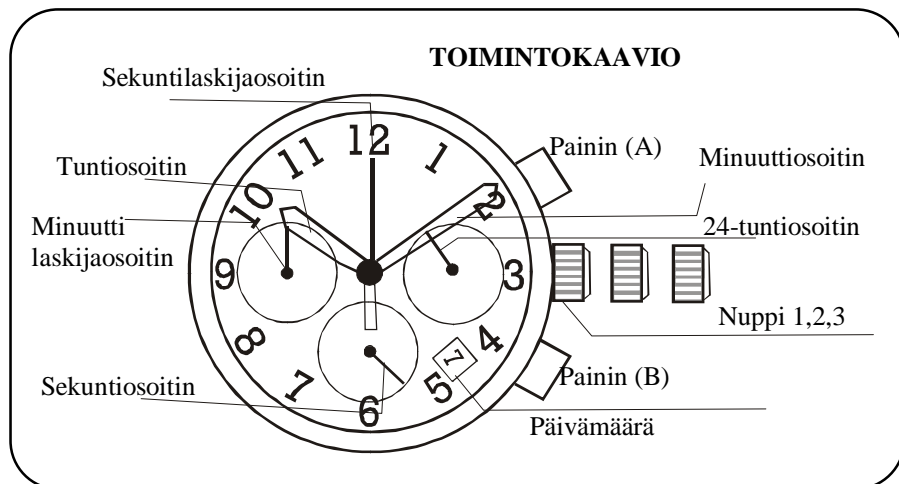 TOIMINTOKAAVIO
Sekuntilaskijaosoitin
Painin (A)
Minuuttiosoitin
Tuntiosoitin
24-tuntiosoitin
Minuutti
laskijaosoitin
Nuppi 1,2,3
Painin (B)
Sekuntiosoitin
Päivämäärä
12
1
2
3
4
5
6
7
8
9
10
11
7